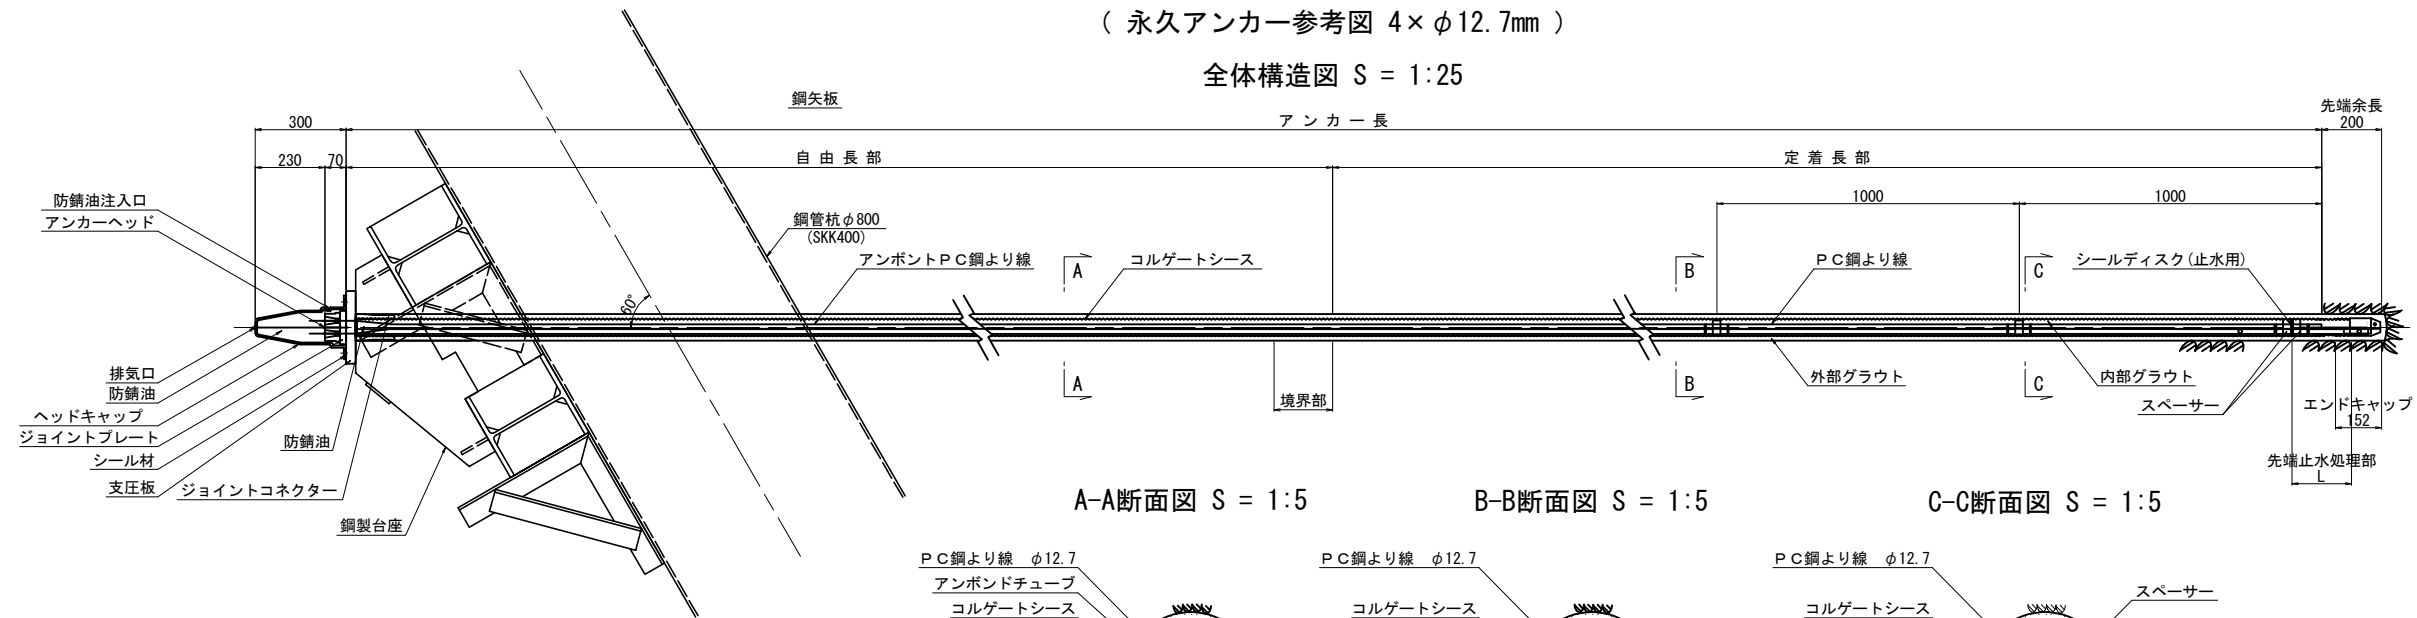 ( 永久アンカー参考図 4×φ12.7mm )
全体構造図 S = 1:25
鋼矢板
先端余長
300
アンカー長
200
230
70
自由長部
定着長部
防錆油注入口
アンカーヘッド
1000
1000
鋼管杭φ800
(SKK400)
アンボントPC鋼より線
A
コルゲートシース
B
PC鋼より線
C
シールディスク(止水用)
60°
排気口
防錆油
ヘッドキャップ
ジョイントプレート
シール材
支圧板
防錆油
ジョイントコネクター
鋼製台座
A
境界部
B
外部グラウト
C
内部グラウト
スペーサー
エンドキャップ
152
先端止水処理部
L
A-A断面図 S = 1:5
B-B断面図 S = 1:5
C-C断面図 S = 1:5
PC鋼より線 φ12.7
アンボンドチューブ
コルゲートシース
PC鋼より線 φ12.7
コルゲートシース
PC鋼より線 φ12.7
コルゲートシース
スペーサー